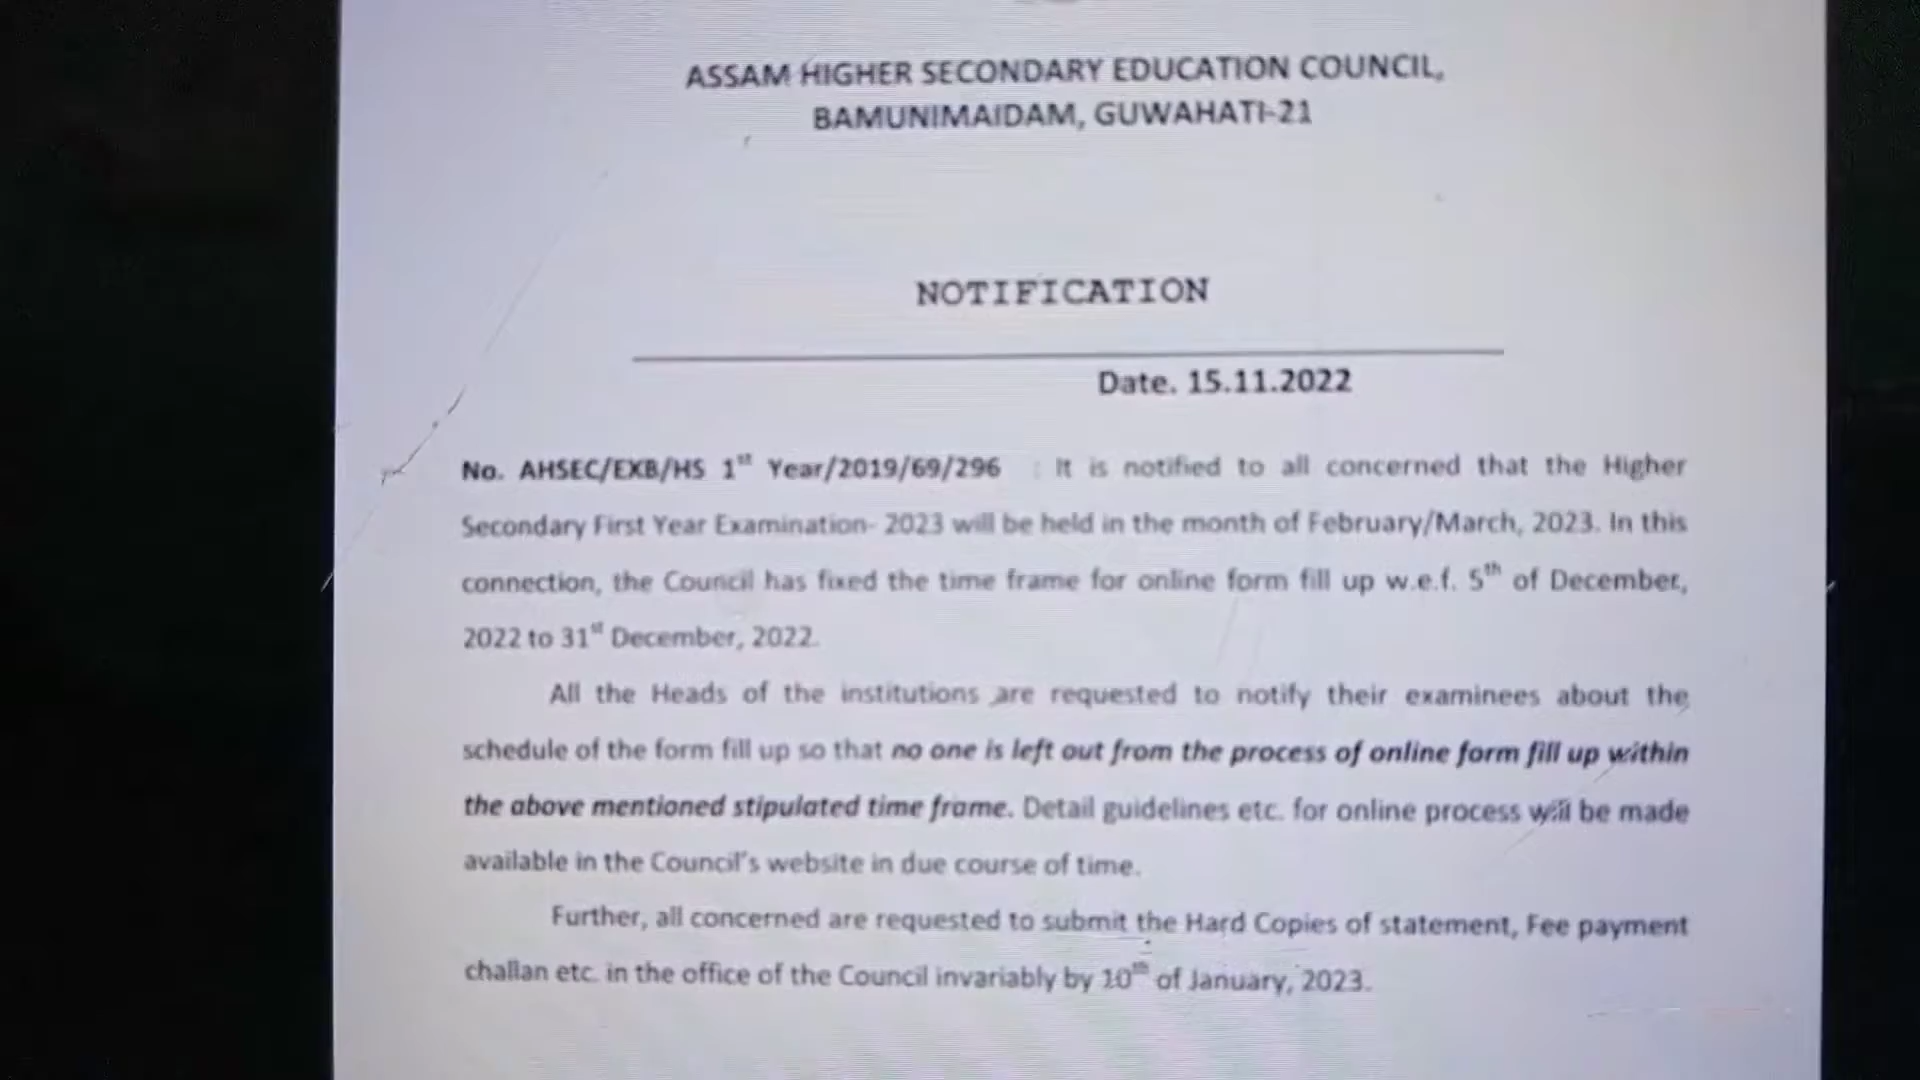 ASSAM HIGHER SECONDARY EDUCATION COUNCIL,
BAMUNIMAIDAM, GUWAHATI-21
NOTIFICATION
Date. 15.11.2022
No. AHSEC/EXB/HS 1st Year/2019/69/296 : It is notified to all concerned that the Higher
Secondary First Year Examination- 2023 will be held in the month of February/March, 2023. In this
connection, the Council has fixed the time frame for online form fill up w.e.f. 5th of December,
2022 to 31st December, 2022.
All the Heads of the institutions are requested to notify their examinees about the
schedule of the form fill up so that no one is left out from the process of online form fill up within
the above mentioned stipulated time frame. Detail guidelines etc. for online process will be made
available in the Council's website in due course of time.
Further, all concerned are requested to submit the Hard Copies of statement, Fee payment
challan etc. in the office of the Council invariably by 10th of January, 2023.